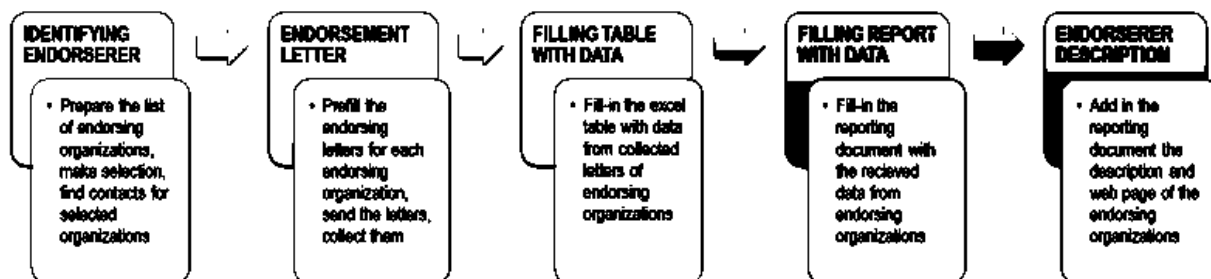 IDENTIFYING
ENDORSERER
• Prepare the list
of endorsing
organizations,
make selection,
find contacts for
selected
organizations
ENDORSEMENT
LETTER
• Prefill the
endorsing
letters for each
endorsing
organization,
send the letters,
collect them
FILLING TABLE
WITH DATA
• Fill-in the excel
table with data
from collected
letters of
endorsing
organizations
FILLING REPORT
WITH DATA
• Fill-in the
reporting
document with
the recieved
data from
endorsing
organizations
ENDORSERER
DESCRIPTION
• Add in the
reporting
document the
description and
web page of the
endorsing
organizations